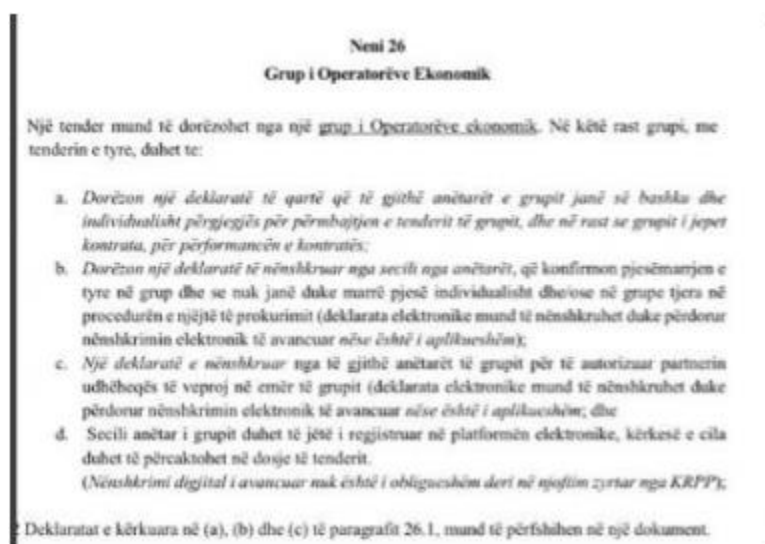 Neni 26
Grup i Operatorëve Ekonomik
Një tender mund të dorëzohet nga një grup i Operatorëve ekonomik. Në këtë rast grupi, me
tenderin e tyre, duhet te:
a. Dorëzon një deklaratë të qartë që të gjithë anëtarët e grupit janë së bashku dhe
individualisht përgjegjës për përmbajtjen e tenderit të grupit, dhe në rast se grupit i jepet
kontrata, për përformancën e kontratës;
b. Dorëzon një deklaratë të nënshkruar nga secili nga anëtarët, që konfirmon pjesëmarrjen e
tyre në grup dhe se nuk janë duke marrë pjesë individualisht dhe/ose në grupe tjera në
procedurën e njëjtë të prokurimit (deklarata elektronike mund të nënshkruhet duke përdorur
nënshkrimin elektronik të avancuar nëse është i aplikueshëm);
c. Një deklaratë e nënshkruar nga të gjithë anëtarët të grupit për të autorizuar partnerin
udhëheqës të veproj në emër të grupit (deklarata elektronike mund të nënshkruhet duke
përdorur nënshkrimin elektronik të avancuar nëse është i aplikueshëm; dhe
d. Secili anëtar i grupit duhet të jëtë i regjistruar në platformën elektronike, kërkesë e cila
duhet të përcaktohet në dosje të tenderit.
(Nënshkrimi digjital i avancuar nuk është i obligueshëm deri në njoftim zyrtar nga KRPP);
Deklaratat e kërkuara në (a), (b) dhe (c) të paragrafit 26.1, mund të përfshihen në një dokument.